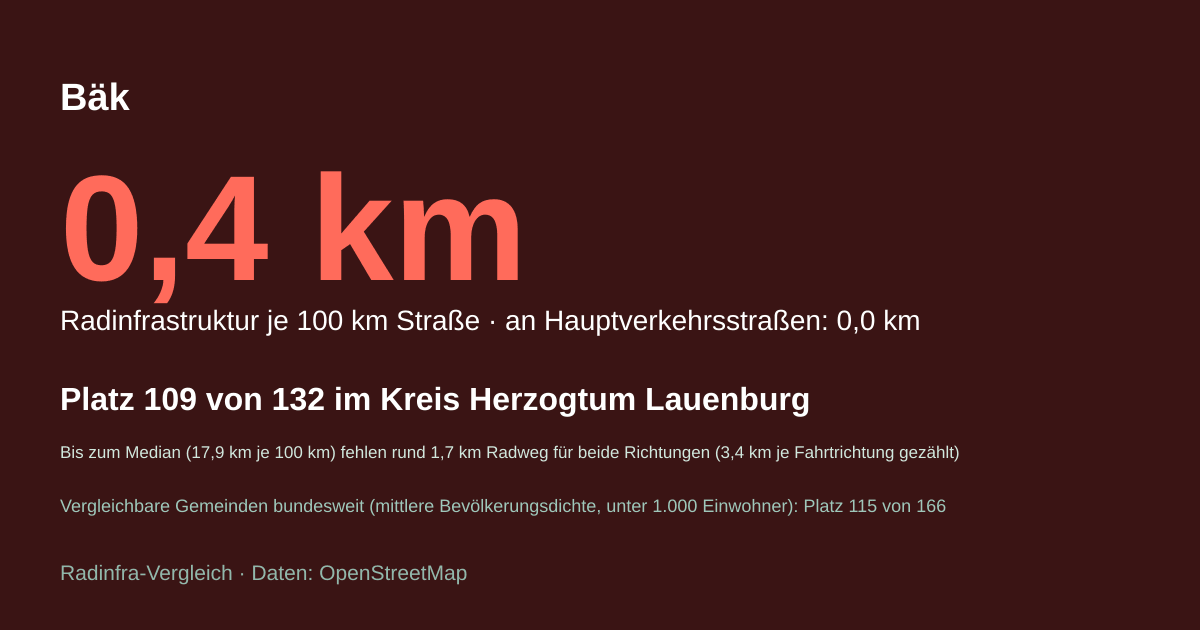 Bäk
0,4 km
Radinfrastruktur je 100 km Straße · an Hauptverkehrsstraßen: 0,0 km
Platz 109 von 132 im Kreis Herzogtum Lauenburg
Bis zum Median (17,9 km je 100 km) fehlen rund 1,7 km Radweg für beide Richtungen (3,4 km je Fahrtrichtung gezählt)
Vergleichbare Gemeinden bundesweit (mittlere Bevölkerungsdichte, unter 1.000 Einwohner): Platz 115 von 166
Radinfra-Vergleich · Daten: OpenStreetMap